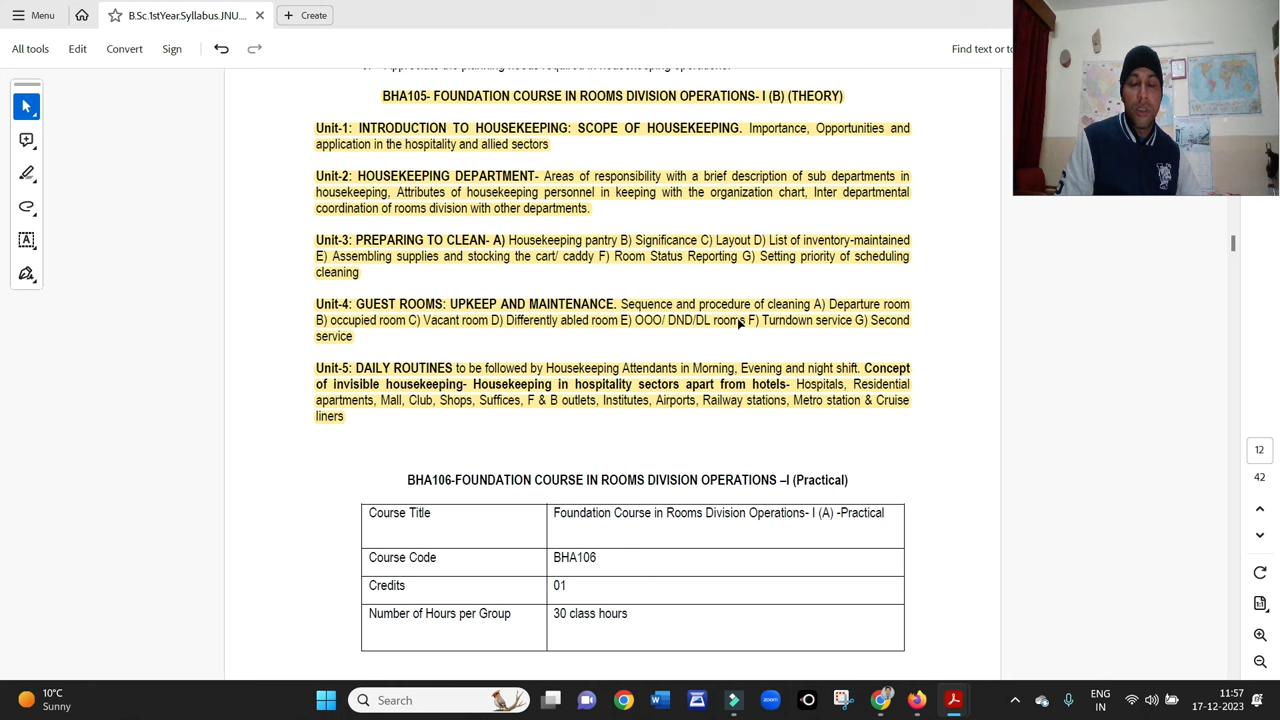 Menu
B.Sc.1stYear.Syllabus.JNU....
Create
All tools
Edit
Convert
Sign
Find text or to
BHA105- FOUNDATION COURSE IN ROOMS DIVISION OPERATIONS- I (B) (THEORY)
Unit-1: INTRODUCTION TO HOUSEKEEPING: SCOPE OF HOUSEKEEPING. Importance, Opportunities and
application in the hospitality and allied sectors
Unit-2: HOUSEKEEPING DEPARTMENT- Areas of responsibility with a brief description of sub departments in
housekeeping, Attributes of housekeeping personnel in keeping with the organization chart, Inter departmental
coordination of rooms division with other departments.
Unit-3: PREPARING TO CLEAN- A) Housekeeping pantry B) Significance C) Layout D) List of inventory-maintained
E) Assembling supplies and stocking the cart/ caddy F) Room Status Reporting G) Setting priority of scheduling
cleaning
Unit-4: GUEST ROOMS: UPKEEP AND MAINTENANCE. Sequence and procedure of cleaning A) Departure room
B) occupied room C) Vacant room D) Differently abled room E) OOO/ DND/DL rooms F) Turndown service G) Second
service
Unit-5: DAILY ROUTINES to be followed by Housekeeping Attendants in Morning, Evening and night shift. Concept
of invisible housekeeping- Housekeeping in hospitality sectors apart from hotels- Hospitals, Residential
apartments, Mall, Club, Shops, Suffices, F & B outlets, Institutes, Airports, Railway stations, Metro station & Cruise
liners
12
42
BHA106-FOUNDATION COURSE IN ROOMS DIVISION OPERATIONS –I (Practical)
Course Title
Foundation Course in Rooms Division Operations- I (A) -Practical
Course Code
BHA106
Credits
01
Number of Hours per Group
30 class hours
10°C
Sunny
Search
zoom
ENG
IN
11:57
17-12-2023